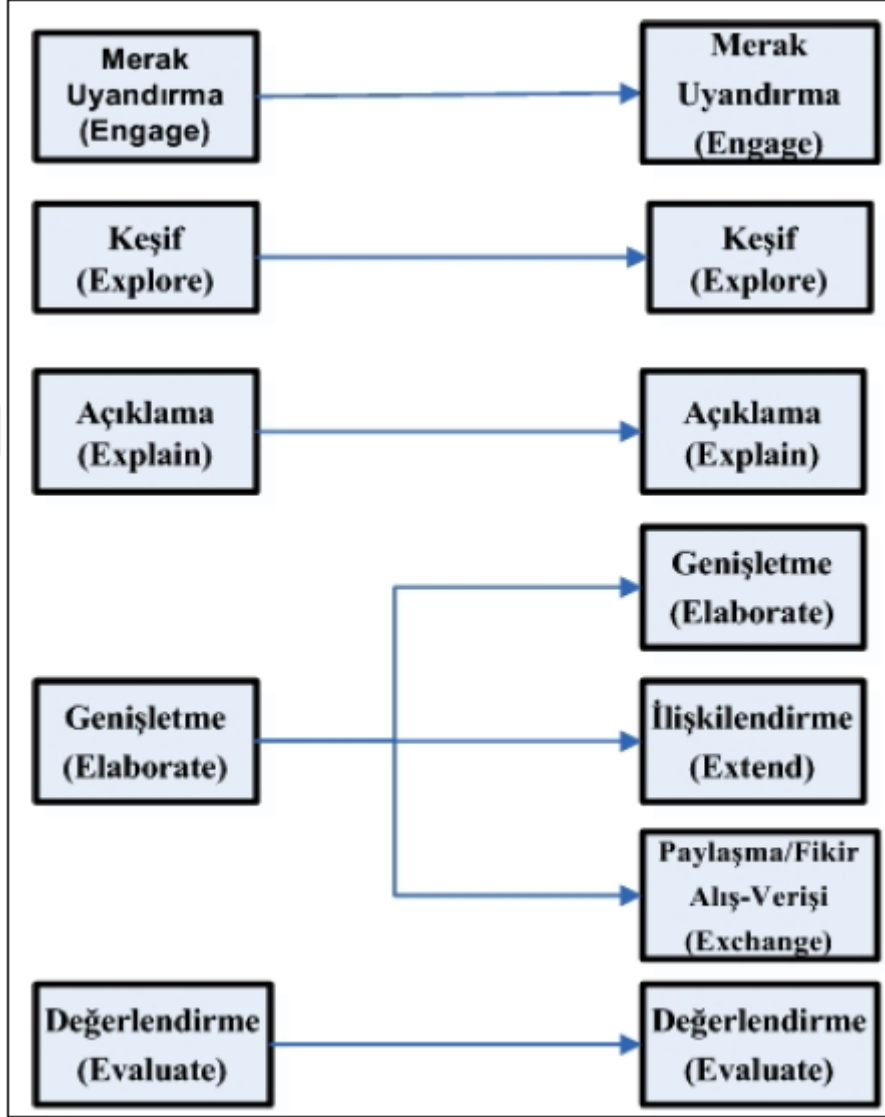 Merak
Uyandırma
(Engage)
Merak
Uyandırma
(Engage)
Keşif
(Explore)
Keşif
(Explore)
Açıklama
(Explain)
Açıklama
(Explain)
Genişletme
(Elaborate)
Genişletme
(Elaborate)
İlişkilendirme
(Extend)
Paylaşma/Fikir
Alış-Verişi
(Exchange)
Değerlendirme
(Evaluate)
Değerlendirme
(Evaluate)